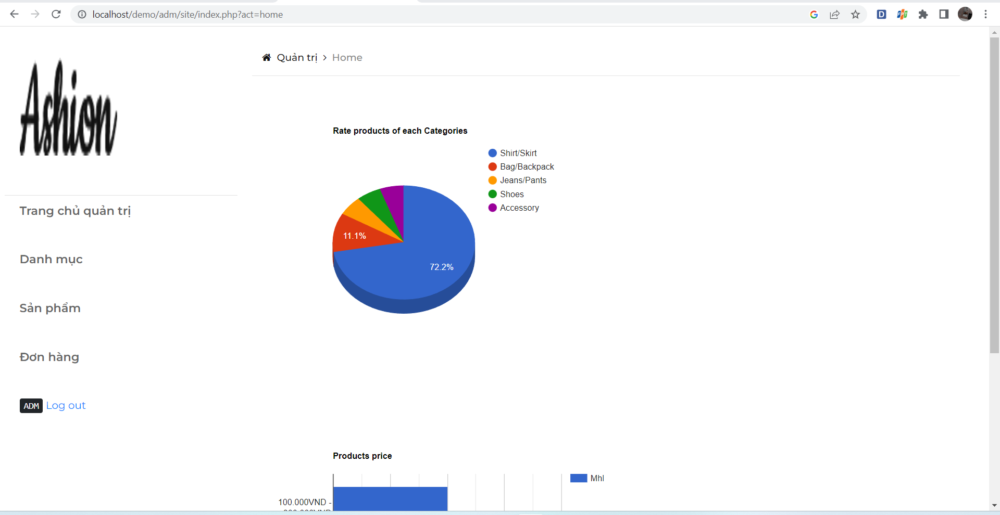 localhost/demo/adm/site/index.php?act=home
Ashion
Quản trị > Home
Trang chủ quản trị
Danh mục
Sản phẩm
Đơn hàng
ADM Log out
Rate products of each Categories
Shirt/Skirt
Bag/Backpack
Jeans/Pants
Shoes
Accessory
11.1%
72.2%
Products price
Mhl
100.000VND